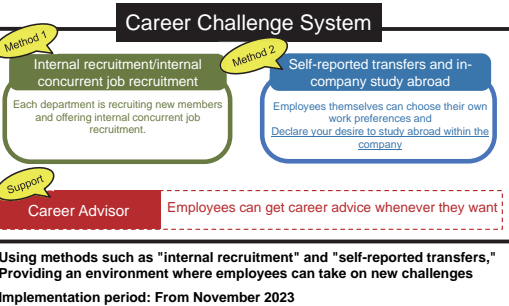 Career Challenge System
Method 1
Internal recruitment/internal
concurrent job recruitment
Each department is recruiting new members
and offering internal concurrent job
recruitment.
Method 2
Self-reported transfers and in-
company study abroad
Employees themselves can choose their own
work preferences and
Declare your desire to study abroad within the
company
Support
Career Advisor
Employees can get career advice whenever they want
Using methods such as "internal recruitment" and "self-reported transfers,"
Providing an environment where employees can take on new challenges
Implementation period: From November 2023